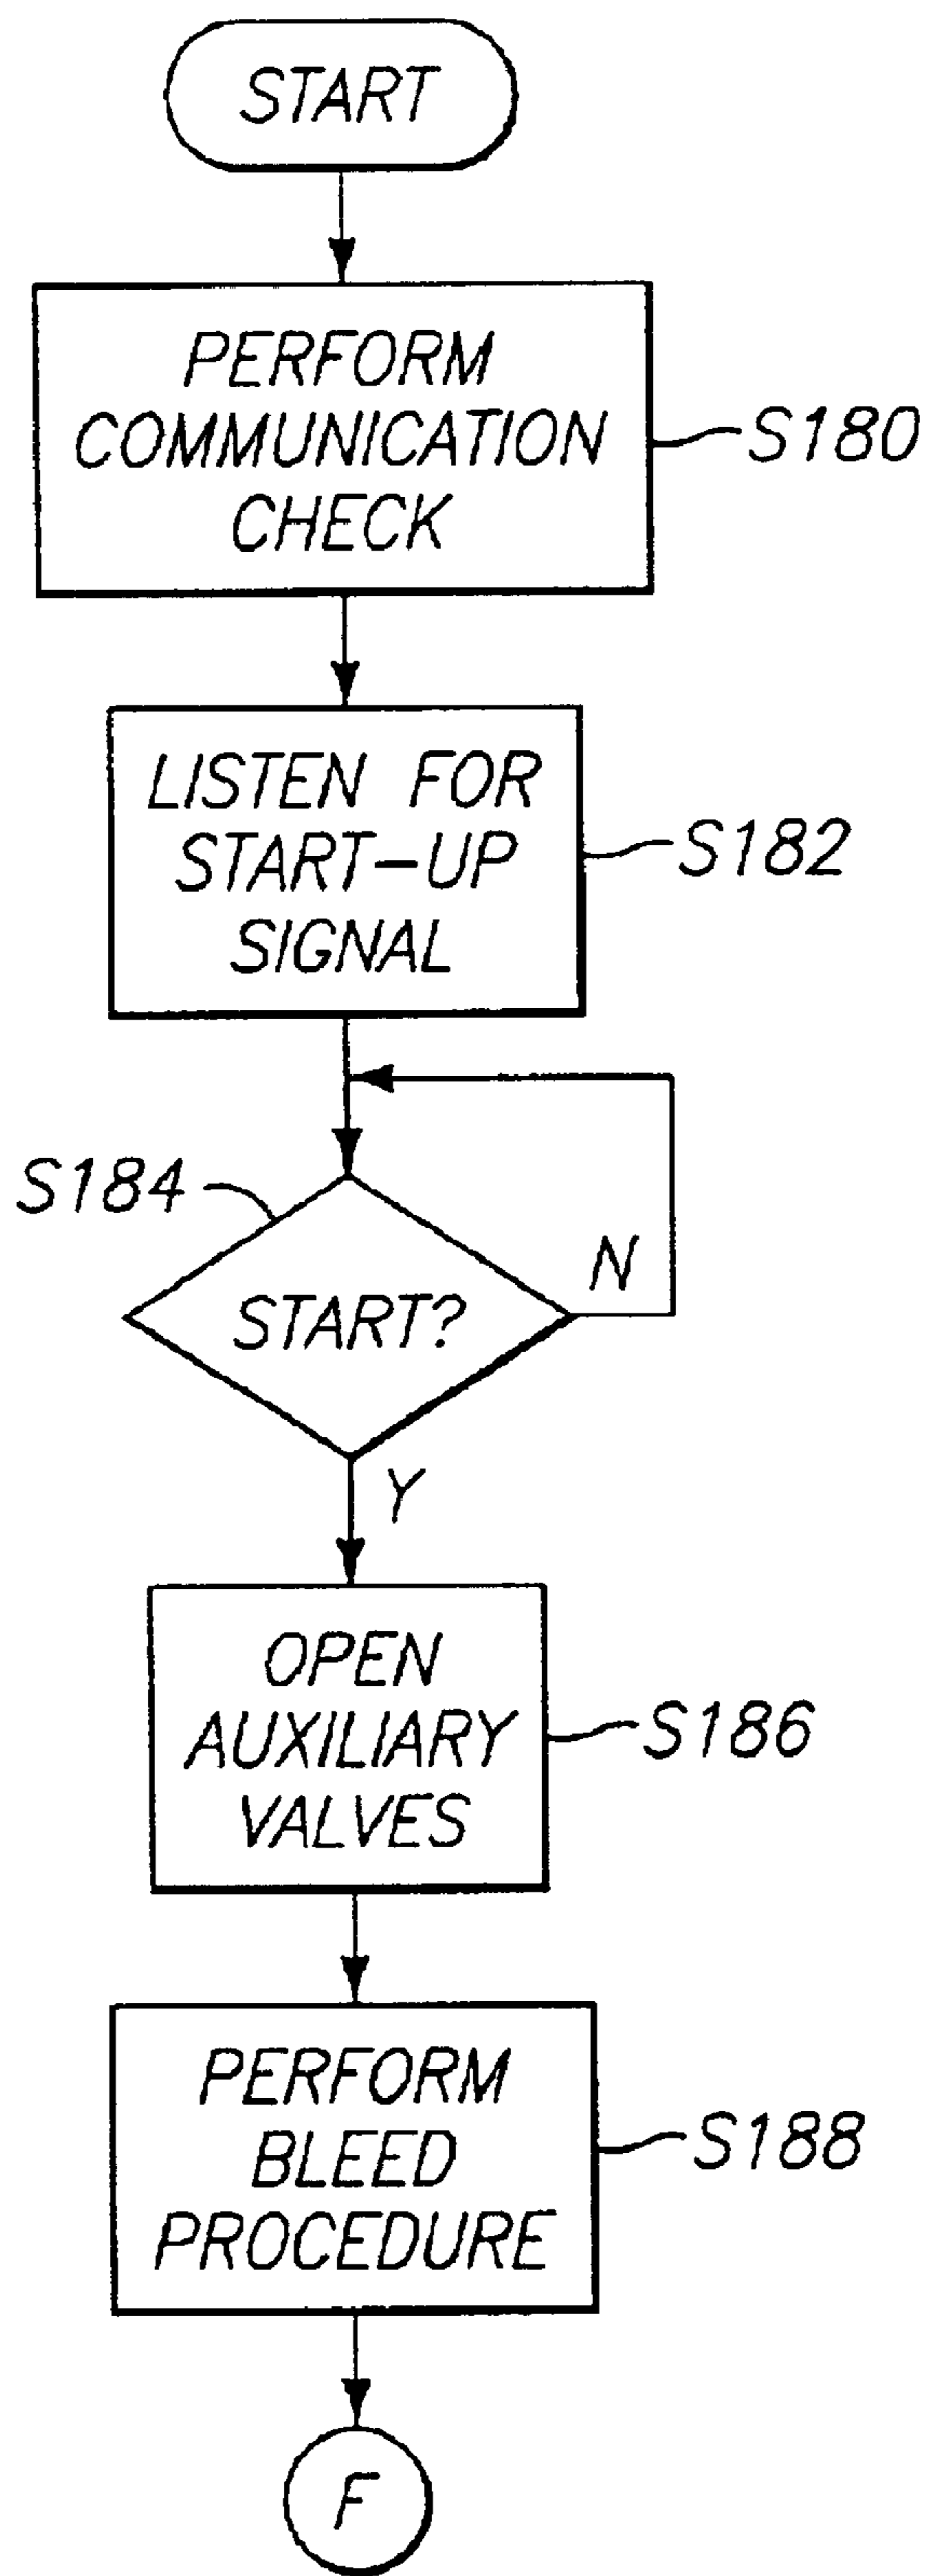 START
PERFORM
COMMUNICATION
CHECK
S180
LISTEN FOR
START-UP
SIGNAL
S182
S184
START?
N
Y
OPEN
AUXILIARY
VALVES
S186
PERFORM
BLEED
PROCEDURE
S188
F